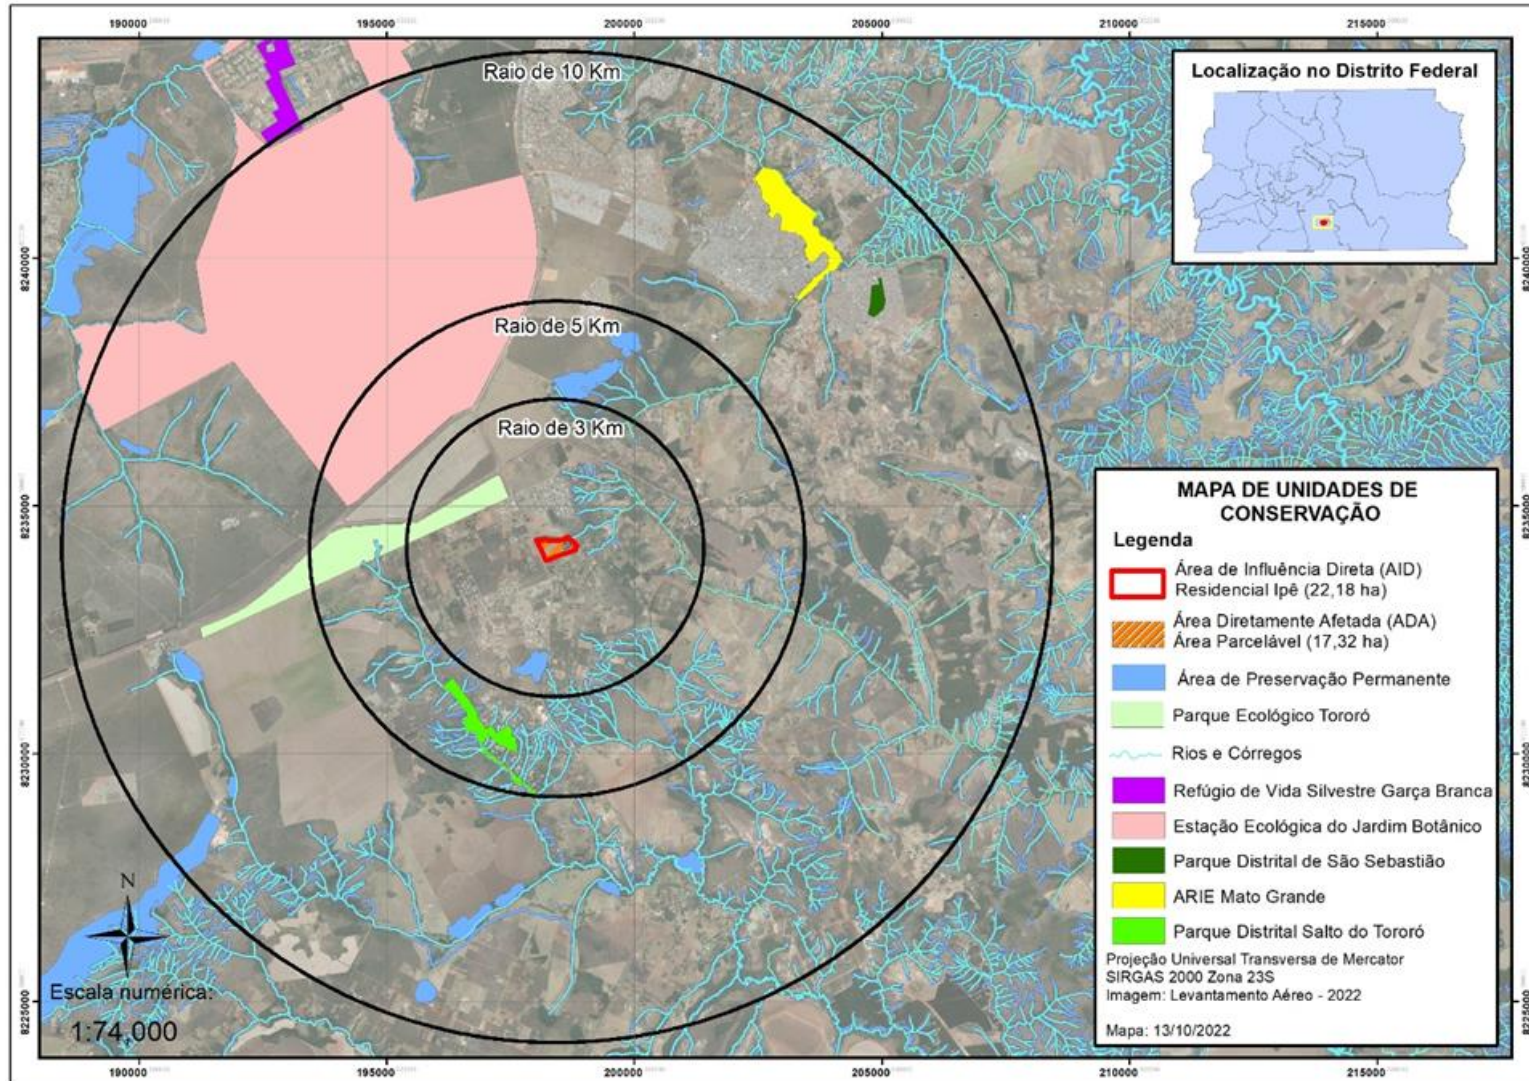 190000
195000
200000
205000
210000
215000
Raio de 10 Km
Raio de 5 Km
Raio de 3 Km
Localização no Distrito Federal
8240000
8235000
8230000
8225000
8240000
8235000
8230000
8225000
MAPA DE UNIDADES DE
CONSERVAÇÃO
Legenda
Área de Influência Direta (AID)
Residencial Ipê (22,18 ha)
Área Diretamente Afetada (ADA)
Área Parcelável (17,32 ha)
Área de Preservação Permanente
Parque Ecológico Tororó
Rios e Córregos
Refúgio de Vida Silvestre Garça Branca
Estação Ecológica do Jardim Botânico
Parque Distrital de São Sebastião
ARIE Mato Grande
Parque Distrital Salto do Tororó
Projeção Universal Transversa de Mercator
SIRGAS 2000 Zona 23S
Imagem: Levantamento Aéreo - 2022
Mapa: 13/10/2022
N
Escala numérica:
1:74,000
190000
195000
200000
205000
210000
215000